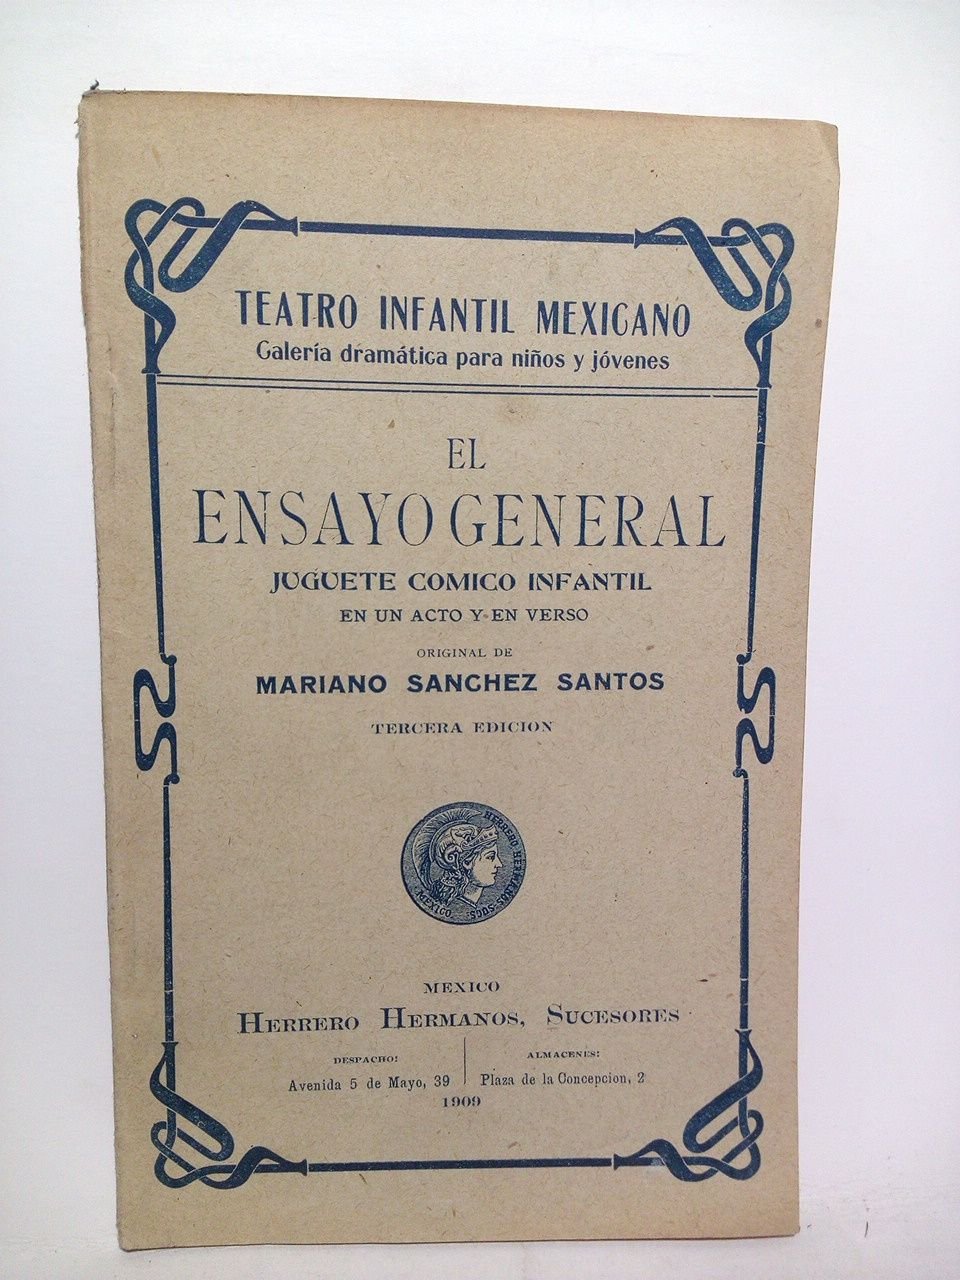 TEATRO INFANTIL MEXICANO
Galería dramática para niños y jóvenes
EL
ENSAYO GENERAL
JUGUETE COMICO INFANTIL
EN UN ACTO Y EN VERSO
ORIGINAL DE
MARIANO SANCHEZ SANTOS
TERCERA EDICION
HERRERO HERMANOS SUCS.
MEXICO
MEXICO
HERRERO HERMANOS, SUCESORES
DESPACHO:
Avenida 5 de Mayo, 39
ALMACENES:
Plaza de la Concepcion, 2
1909